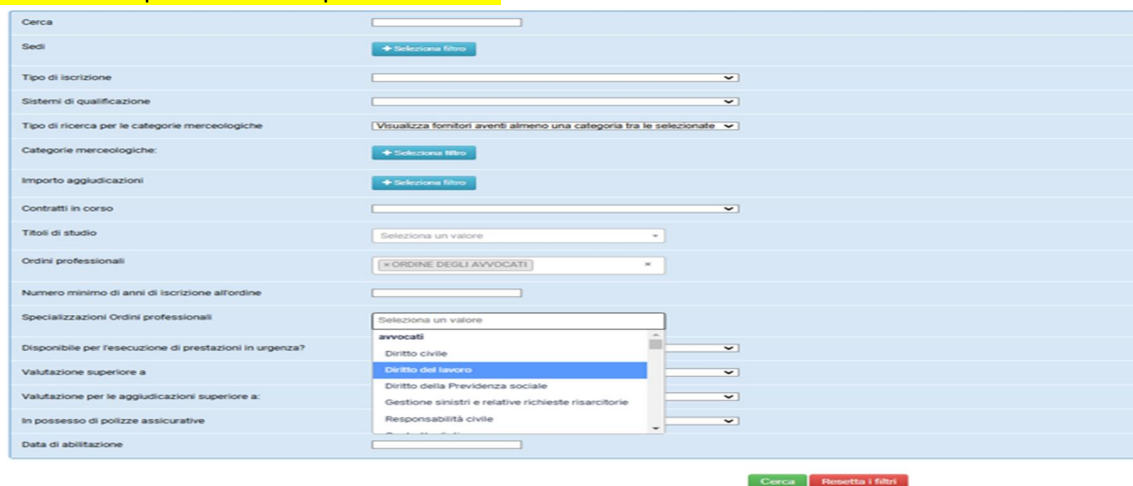 Cerca
Sedi
+ Seleziona filtro
Tipo di iscrizione
Sistemi di qualificazione
Tipo di ricerca per le categorie merceologiche
Visualizza fornitori aventi almeno una categoria tra le selezionate
Categorie merceologiche:
+ Seleziona filtro
Importo aggiudicazioni
+ Seleziona filtro
Contratti in corso
Titoli di studio
Seleziona un valore
Ordini professionali
× ORDINE DEGLI AVVOCATI
×
Numero minimo di anni di iscrizione all'ordine
Specializzazioni Ordini professionali
Seleziona un valore
avvocati
Diritto civile
Disponibile per l'esecuzione di prestazioni in urgenza?
Diritto del lavoro
Valutazione superiore a
Diritto della Previdenza sociale
Valutazione per le aggiudicazioni superiore a:
Gestione sinistri e relative richieste risarcitorie
In possesso di polizze assicurative
Responsabilità civile
Data di abilitazione
Cerca
Resetta i filtri